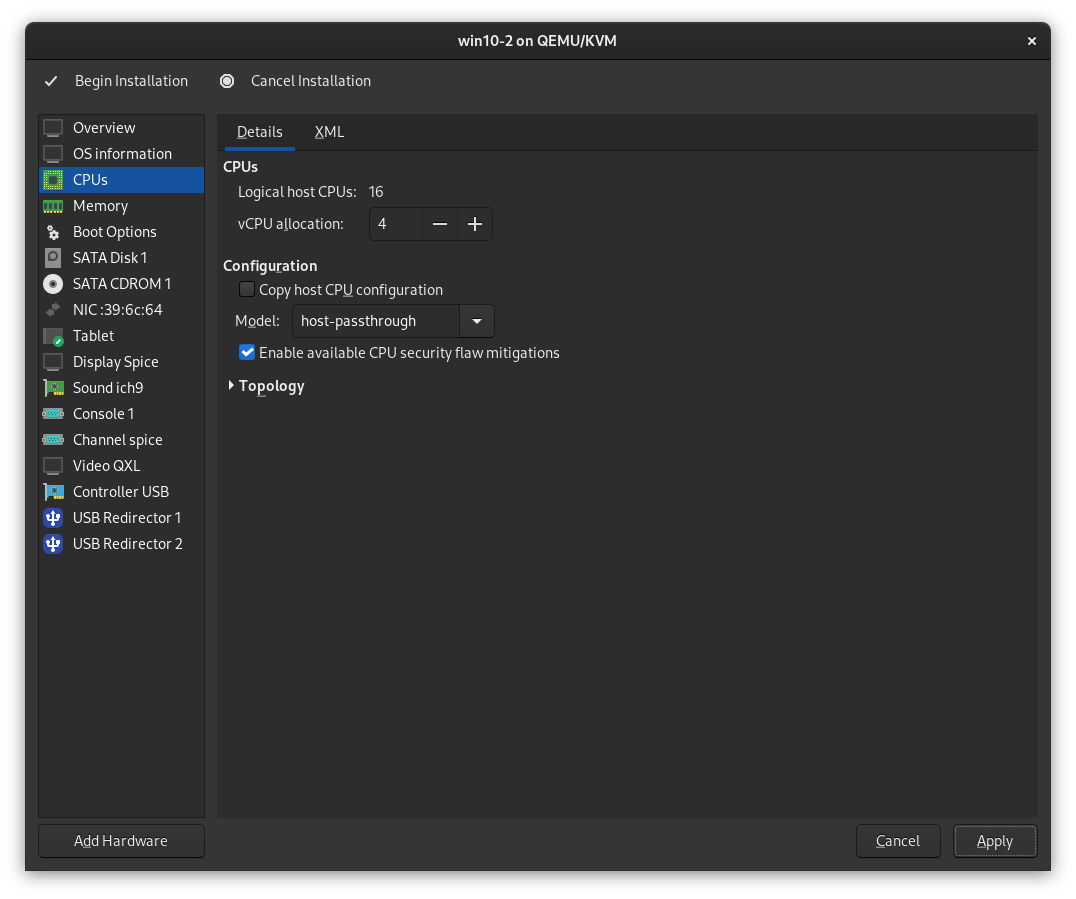 win10-2 on QEMU/KVM
Begin Installation
Cancel Installation
Overview
OS information
CPUs
Memory
Boot Options
SATA Disk 1
SATA CDROM 1
NIC :39:6c:64
Tablet
Display Spice
Sound ich9
Console 1
Channel spice
Video QXL
Controller USB
USB Redirector 1
USB Redirector 2
Add Hardware
Details
XML
CPUs
Logical host CPUs: 16
vCPU allocation: 4
Configuration
Copy host CPU configuration
Model: host-passthrough
Enable available CPU security flaw mitigations
Topology
Cancel
Apply